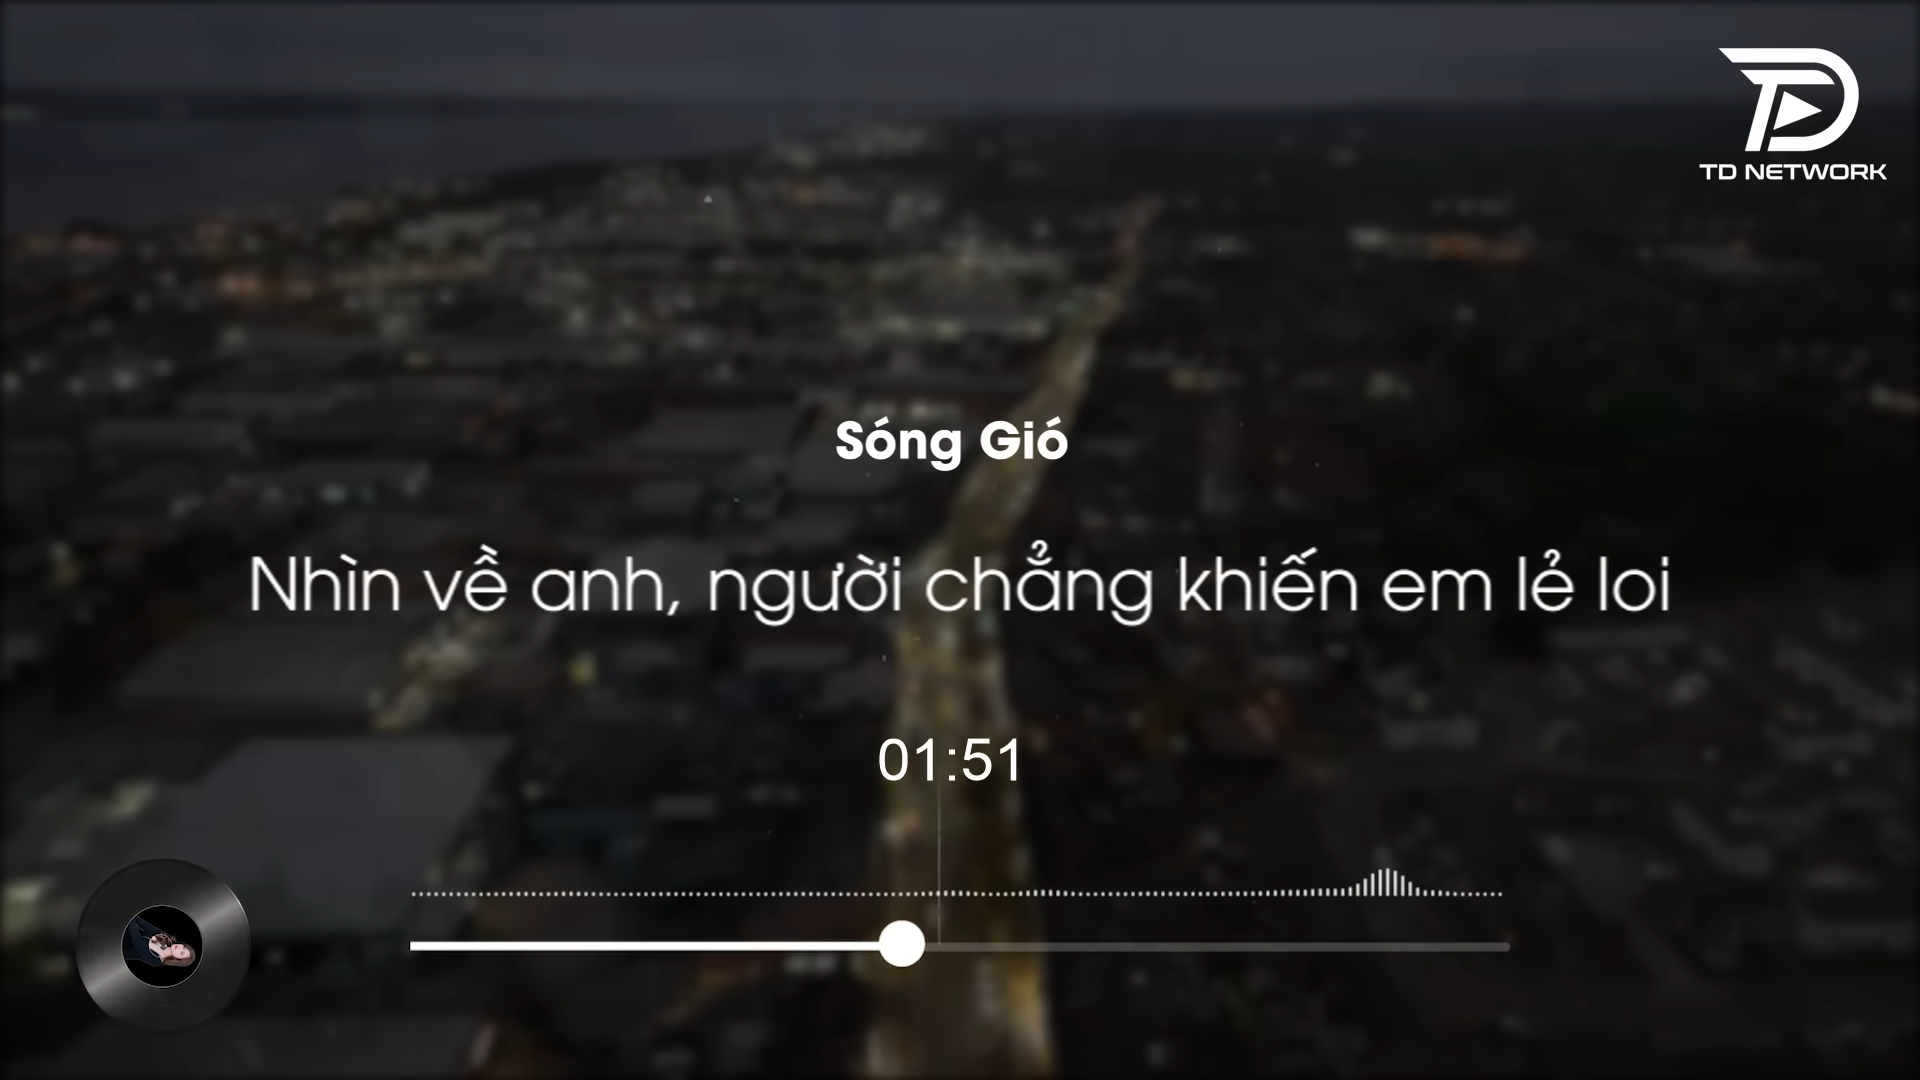 TD NETWORK
Sóng Gió
Nhìn về anh, người chẳng khiến em lẻ loi
01:51